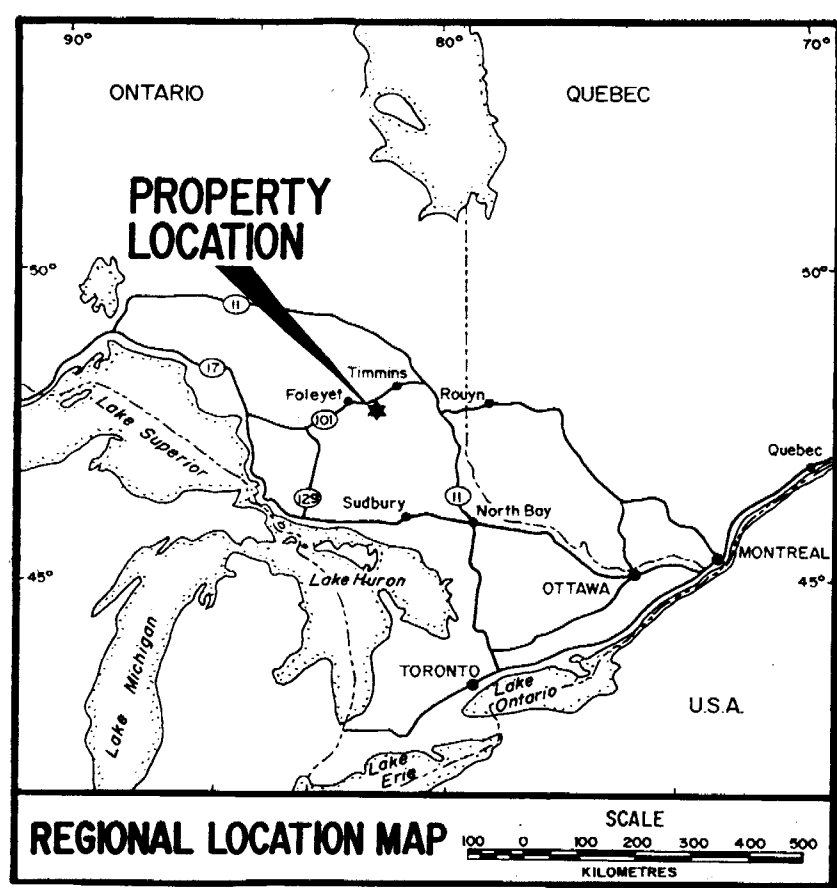 90° 80° 70°
ONTARIO QUEBEC
PROPERTY
LOCATION
50° 50°
11
17
Timmins
Foleyet Rouyn
101
Lake Superior
Quebec
129 Sudbury 11 North Bay
MONTREAL
Lake Huron
45° OTTAWA 45°
Lake Michigan
TORONTO
Lake
Ontario
U.S.A.
Lake
Erie
REGIONAL LOCATION MAP
SCALE
100 0 100 200 300 400 500
KILOMETRES